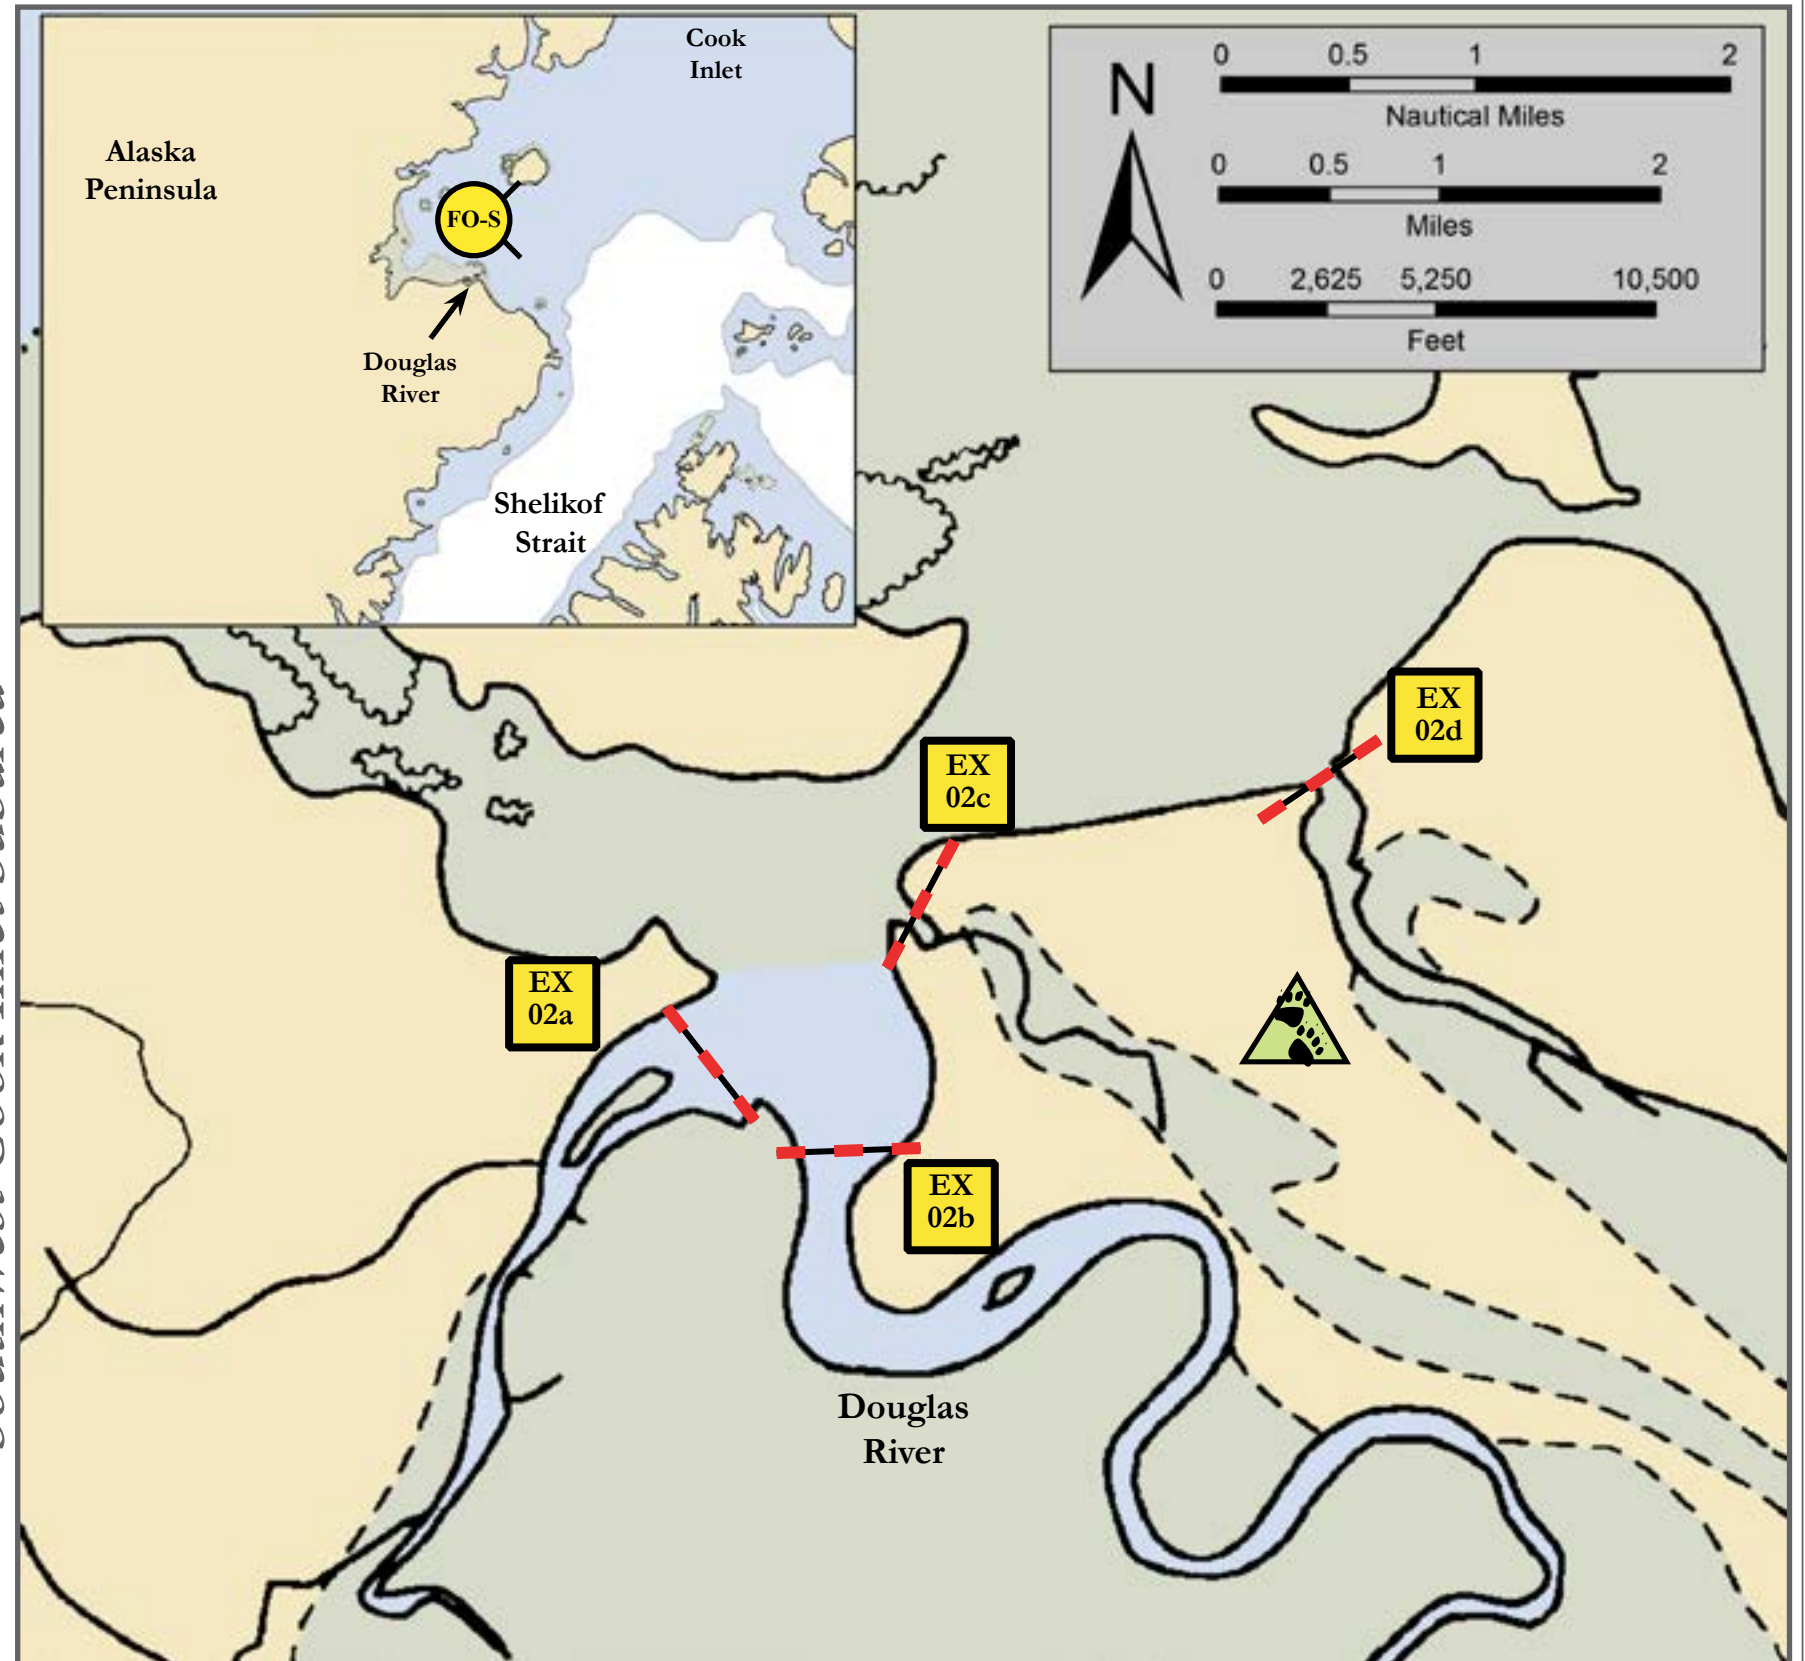 Cook
Inlet
Alaska
Peninsula
FO-S
Douglas
River
Shelikof
Strait
N
0 0.5 1 2
Nautical Miles
0 0.5 1 2
Miles
0 2,625 5,250 10,500
Feet
EX
02d
EX
02c
EX
02a
EX
02b
Douglas
River